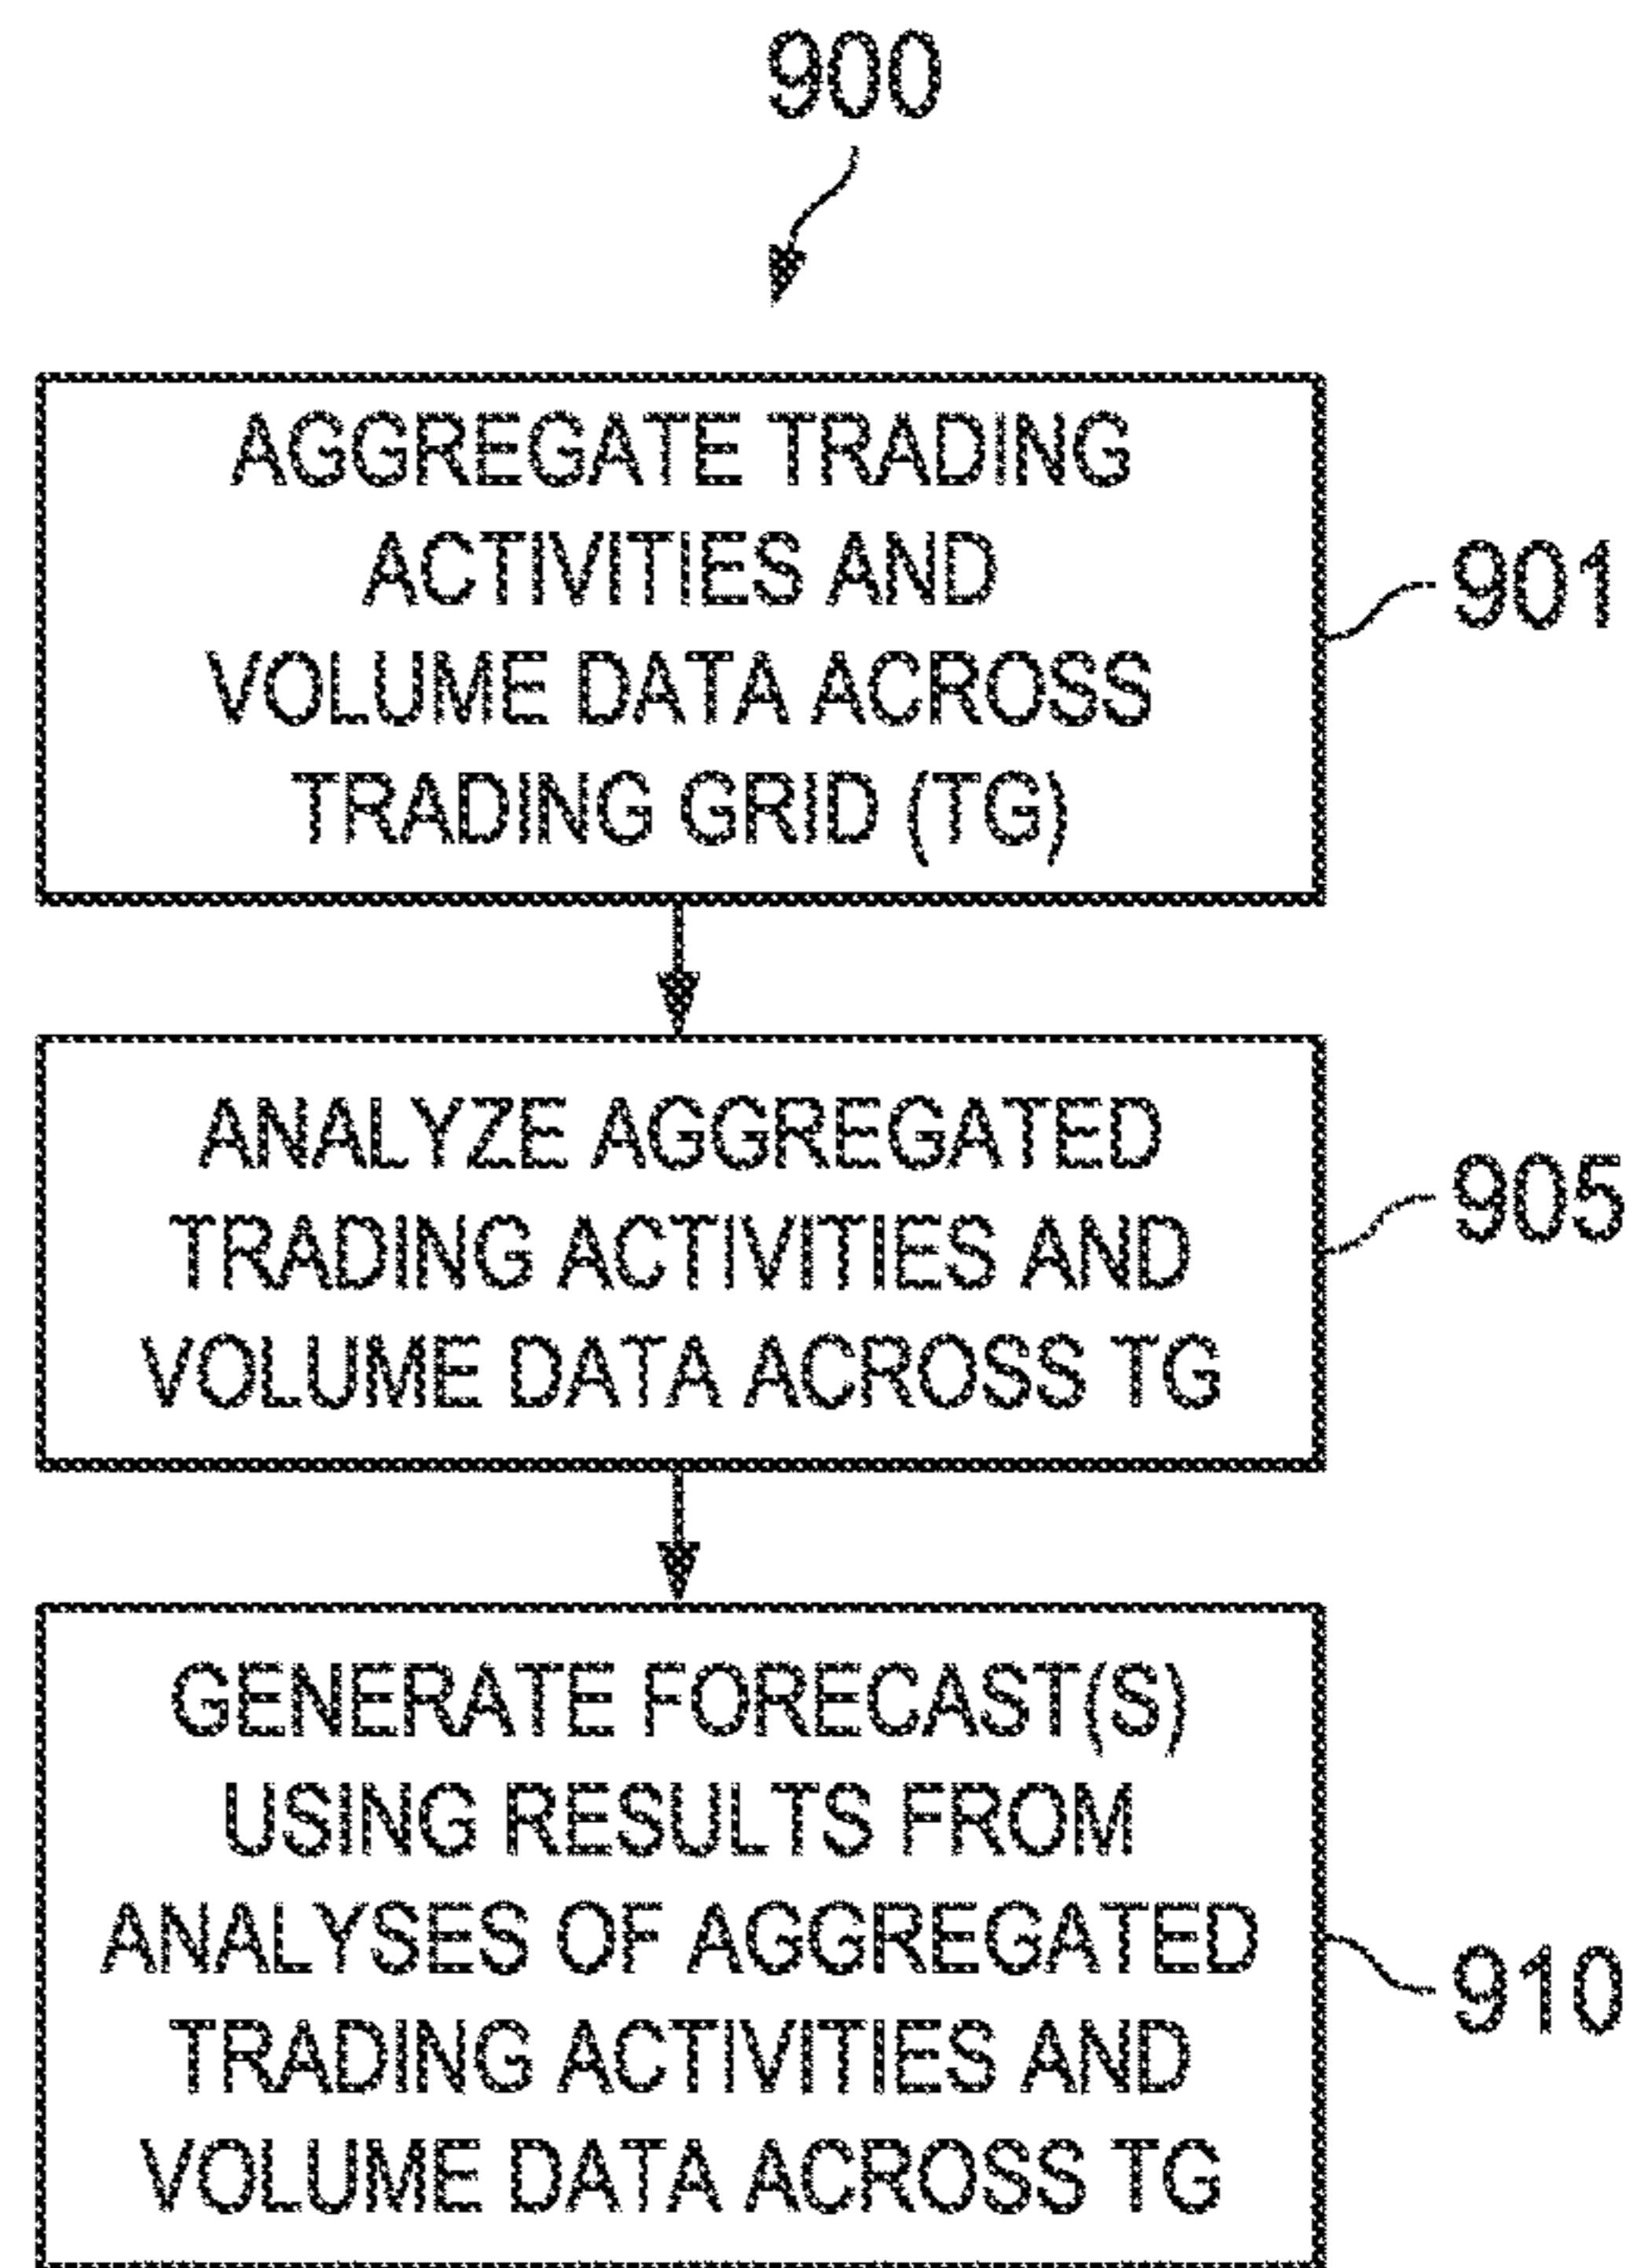 900
AGGREGATE TRADING
ACTIVITIES AND
VOLUME DATA ACROSS
TRADING GRID (TG)
901
ANALYZE AGGREGATED
TRADING ACTIVITIES AND
VOLUME DATA ACROSS TG
905
GENERATE FORECAST(S)
USING RESULTS FROM
ANALYSES OF AGGREGATED
TRADING ACTIVITIES AND
VOLUME DATA ACROSS TG
910